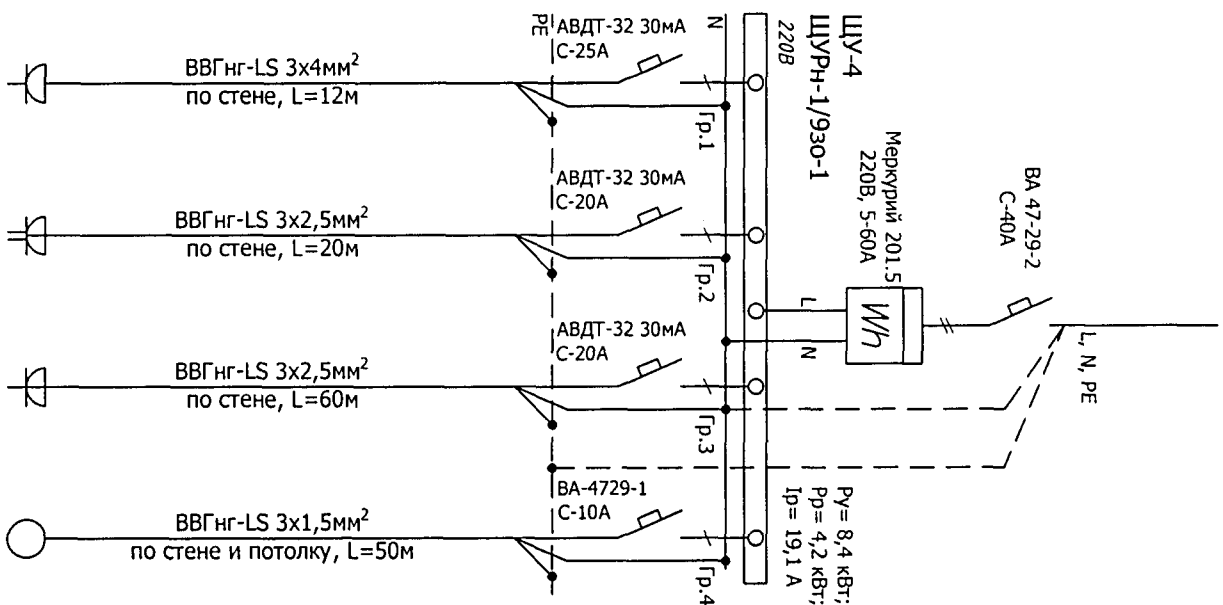 ЩУ-4
ЩУРн-1/9зо-1
220В
N
PE
АВДТ-32 30мА
С-25А
ВВГнг-LS 3х4мм²
по стене, L=12м
Гр.1
АВДТ-32 30мА
С-20А
ВВГнг-LS 3х2,5мм²
по стене, L=20м
Гр.2
АВДТ-32 30мА
С-20А
ВВГнг-LS 3х2,5мм²
по стене, L=60м
Гр.3
ВА-4729-1
С-10А
ВВГнг-LS 3х1,5мм²
по стене и потолку, L=50м
Гр.4
Меркурий 201.5
220В, 5-60А
Wh
L
N
ВА 47-29-2
С-40А
L, N, PE
Ру= 8,4 кВт;
Рр= 4,2 кВт;
Iр= 19,1 А